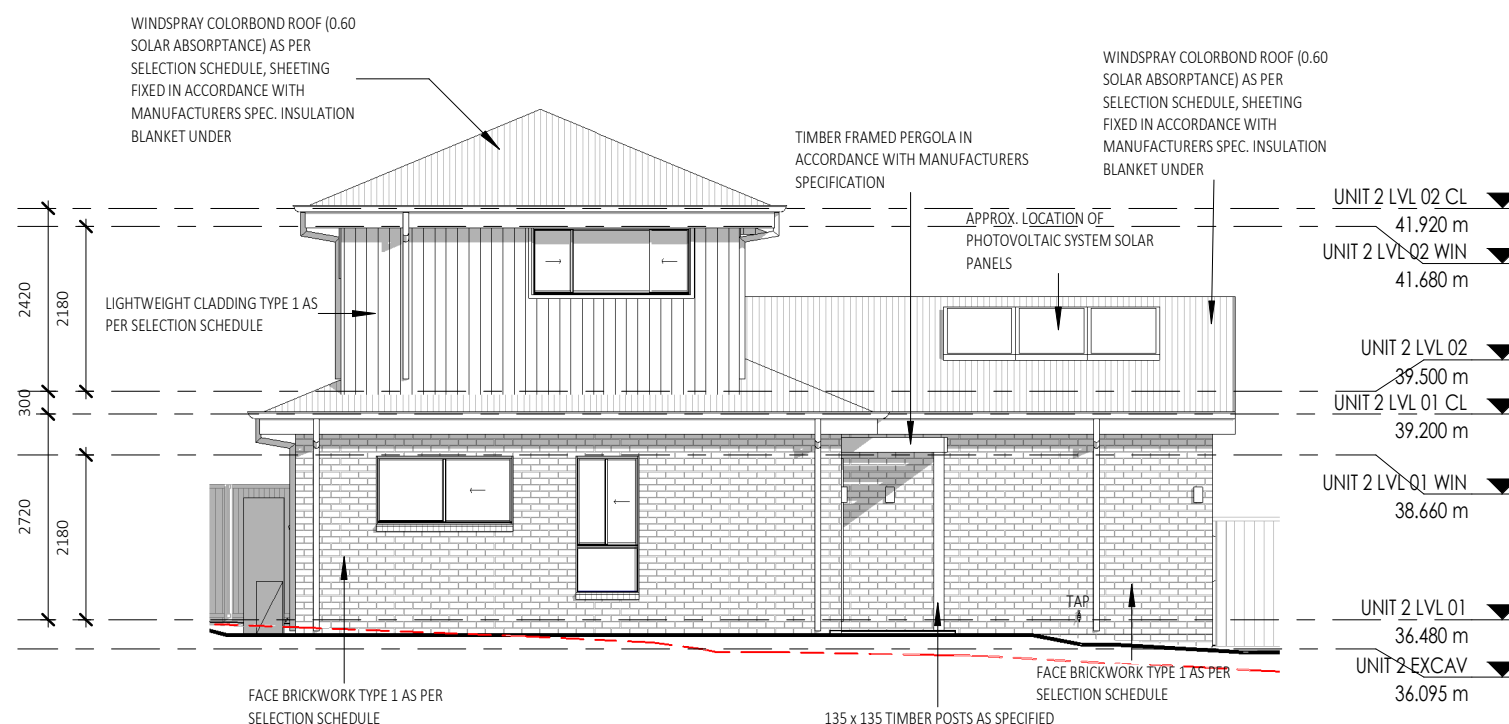 WINDSPRAY COLORBOND ROOF (0.60
SOLAR ABSORPTANCE) AS PER
SELECTION SCHEDULE, SHEETING
FIXED IN ACCORDANCE WITH
MANUFACTURERS SPEC. INSULATION
BLANKET UNDER
WINDSPRAY COLORBOND ROOF (0.60
SOLAR ABSORPTANCE) AS PER
SELECTION SCHEDULE, SHEETING
FIXED IN ACCORDANCE WITH
MANUFACTURERS SPEC. INSULATION
BLANKET UNDER
TIMBER FRAMED PERGOLA IN
ACCORDANCE WITH MANUFACTURERS
SPECIFICATION
APPROX. LOCATION OF
PHOTOVOLTAIC SYSTEM SOLAR
PANELS
LIGHTWEIGHT CLADDING TYPE 1 AS
PER SELECTION SCHEDULE
2420
2180
300
2720
2180
UNIT 2 LVL 02 CL
41.920 m
UNIT 2 LVL 02 WIN
41.680 m
UNIT 2 LVL 02
39.500 m
UNIT 2 LVL 01 CL
39.200 m
UNIT 2 LVL 01 WIN
38.660 m
UNIT 2 LVL 01
36.480 m
UNIT 2 EXCAV
36.095 m
TAP
FACE BRICKWORK TYPE 1 AS PER
SELECTION SCHEDULE
FACE BRICKWORK TYPE 1 AS PER
SELECTION SCHEDULE
135 x 135 TIMBER POSTS AS SPECIFIED